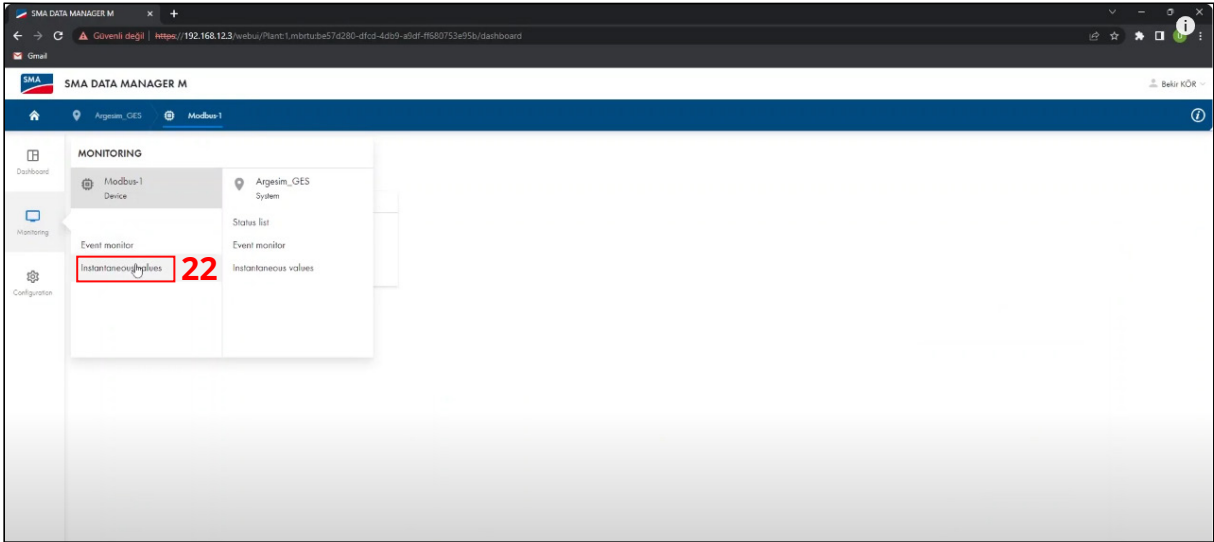 SMA DATA MANAGER M
Güvenli değil | https://192.168.12.3/webui/Plant:1,mbrtu:be57d280-dfcd-4db9-a9df-ff680753e95b/dashboard
Gmail
SMA SMA DATA MANAGER M Bekir KÖR
Argesim_GES Modbus-1
Dashboard
Monitoring
Configuration
MONITORING
Modbus-1
Device
Event monitor
Instantaneous values 22
Argesim_GES
System
Status list
Event monitor
Instantaneous values